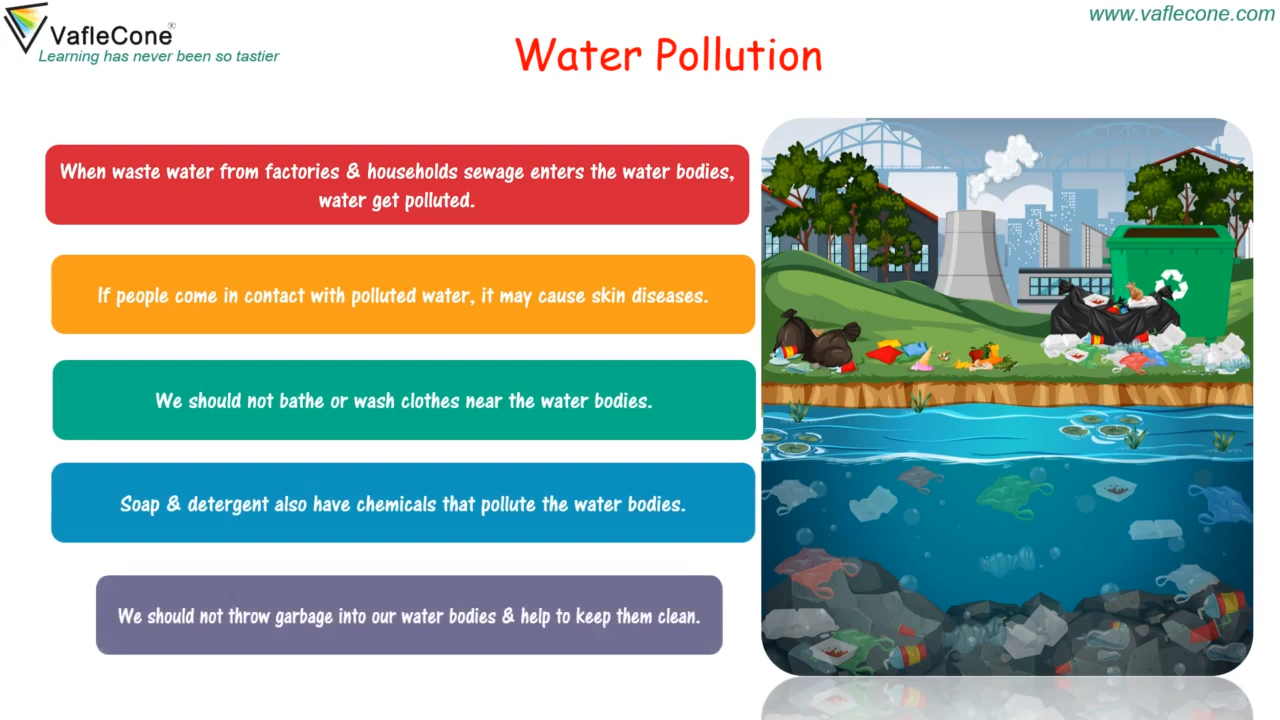 VafleCone®
Learning has never been so tastier
www.vaflecone.com
Water Pollution
When waste water from factories & households sewage enters the water bodies,
water get polluted.
If people come in contact with polluted water, it may cause skin diseases.
We should not bathe or wash clothes near the water bodies.
Soap & detergent also have chemicals that pollute the water bodies.
We should not throw garbage into our water bodies & help to keep them clean.